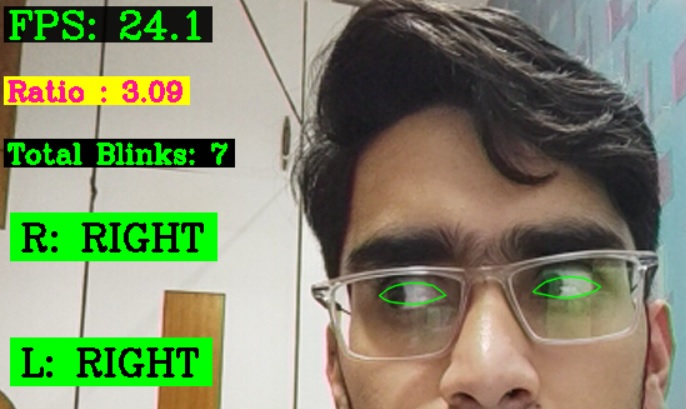 FPS: 24.1
Ratio : 3.09
Total Blinks: 7
R: RIGHT
L: RIGHT